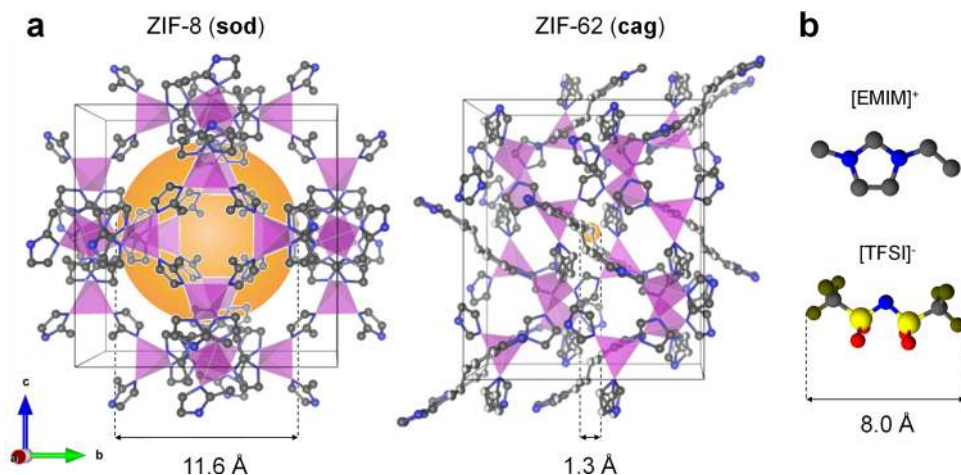 a
ZIF-8 (sod)
ZIF-62 (cag)
b
[EMIM]+
[TFSI]-
8.0 Å
c
b
11.6 Å
1.3 Å